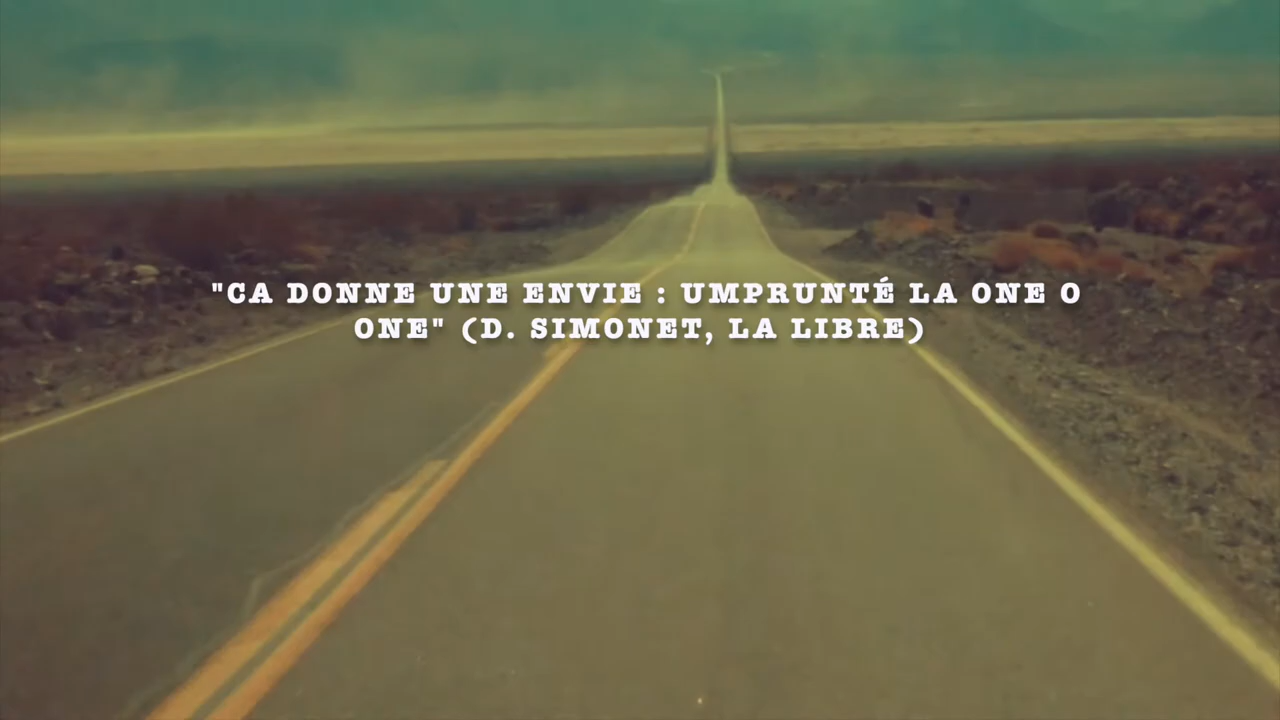 "CA DONNE UNE ENVIE : UMPRUNTÉ LA ONE O
ONE" (D. SIMONET, LA LIBRE)